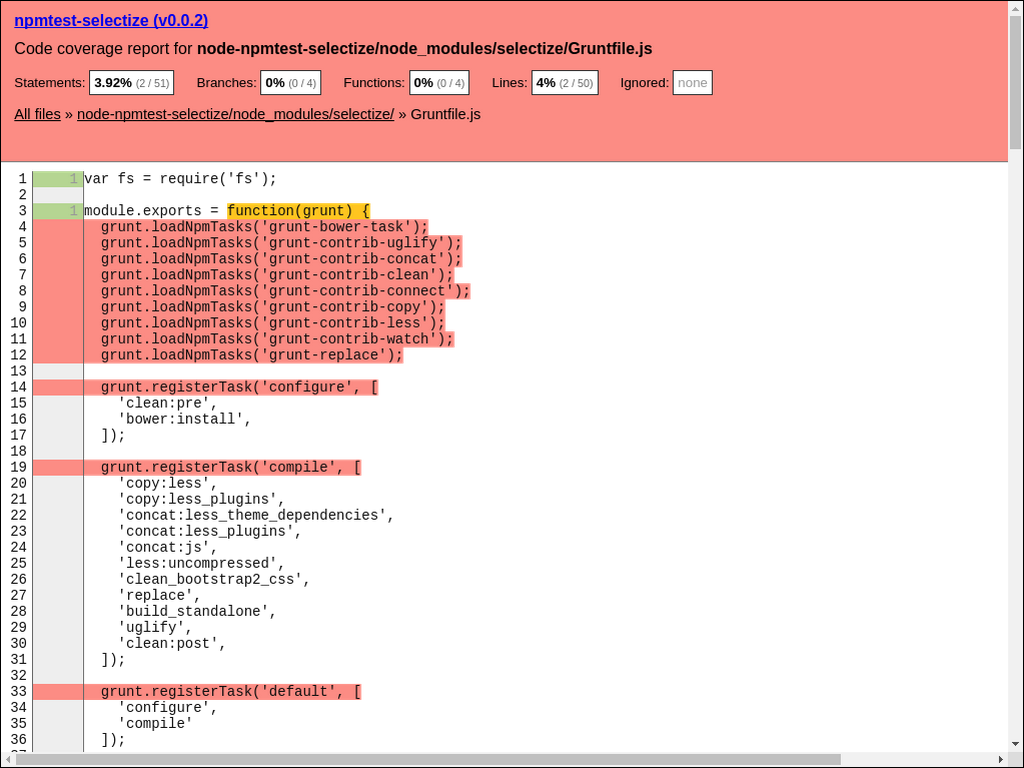 npmtest-selectize (v0.0.2)
Code coverage report for node-npmtest-selectize/node_modules/selectize/Gruntfile.js
Statements: 3.92% (2 / 51) Branches: 0% (0 / 4) Functions: 0% (0 / 4) Lines: 4% (2 / 50) Ignored: none
All files » node-npmtest-selectize/node_modules/selectize/ » Gruntfile.js
1 1 var fs = require('fs');
2
3 1 module.exports = function(grunt) {
4 grunt.loadNpmTasks('grunt-bower-task');
5 grunt.loadNpmTasks('grunt-contrib-uglify');
6 grunt.loadNpmTasks('grunt-contrib-concat');
7 grunt.loadNpmTasks('grunt-contrib-clean');
8 grunt.loadNpmTasks('grunt-contrib-connect');
9 grunt.loadNpmTasks('grunt-contrib-copy');
10 grunt.loadNpmTasks('grunt-contrib-less');
11 grunt.loadNpmTasks('grunt-contrib-watch');
12 grunt.loadNpmTasks('grunt-replace');
13
14 grunt.registerTask('configure', [
15 'clean:pre',
16 'bower:install',
17 ]);
18
19 grunt.registerTask('compile', [
20 'copy:less',
21 'copy:less_plugins',
22 'concat:less_theme_dependencies',
23 'concat:less_plugins',
24 'concat:js',
25 'less:uncompressed',
26 'clean_bootstrap2_css',
27 'replace',
28 'build_standalone',
29 'uglify',
30 'clean:post',
31 ]);
32
33 grunt.registerTask('default', [
34 'configure',
35 'compile'
36 ]);